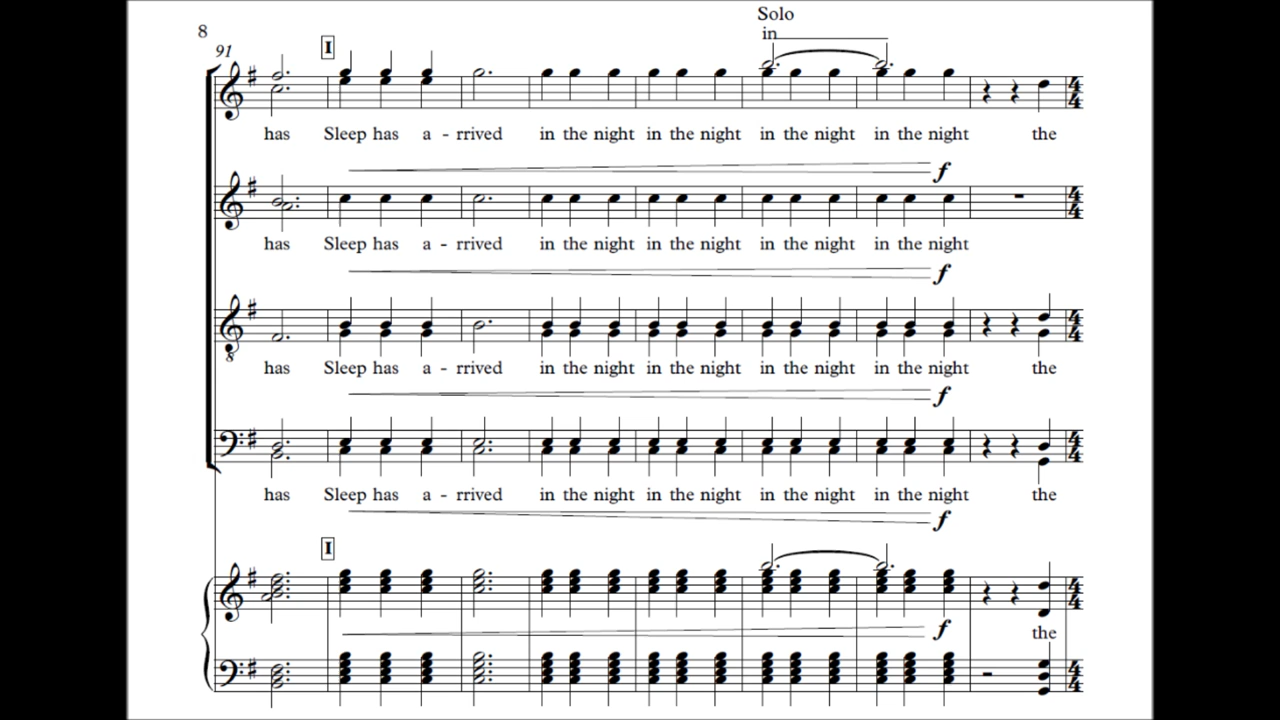 Solo
8
in
91
I
has Sleep has a - rrived in the night in the night in the night in the night the
f
has Sleep has a - rrived in the night in the night in the night in the night
f
8
has Sleep has a - rrived in the night in the night in the night in the night the
f
has Sleep has a - rrived in the night in the night in the night in the night the
f
I
f
the